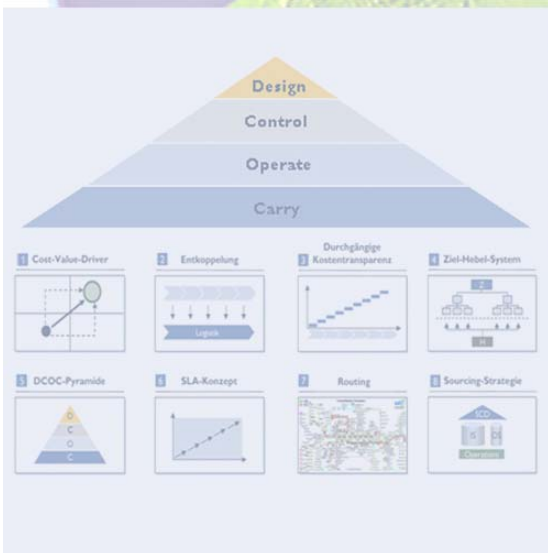 Design
Control
Operate
Carry
1 Cost-Value-Driver
2 Entkoppelung
3 Durchgängige
Kostentransparenz
4 Ziel-Hebel-System
Logistik
Z
H
5 DCOC-Pyramide
6 SLA-Konzept
7 Routing
8 Sourcing-Strategie
D
C
O
C
SCD
IS
Operations